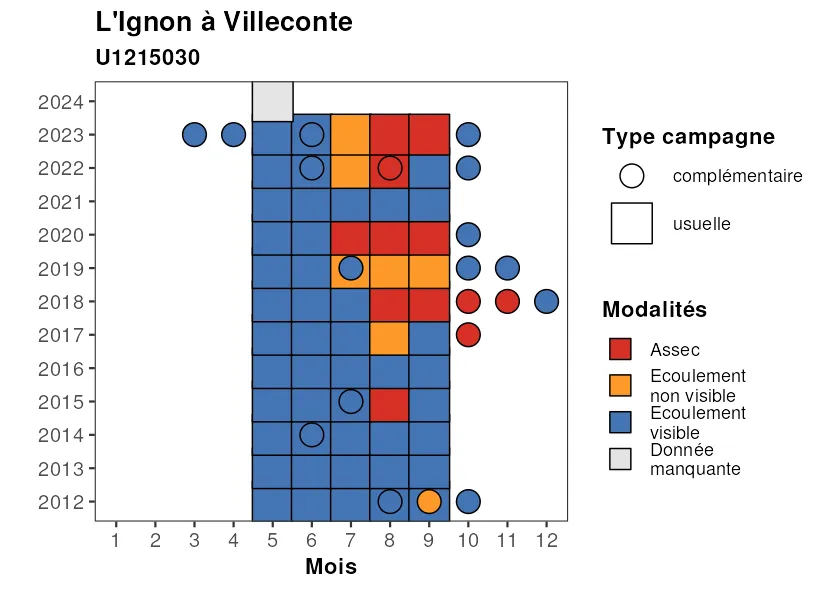 L'Ignon à Villeconte
U1215030
2024
2023
2022
2021
2020
2019
2018
2017
2016
2015
2014
2013
2012
1 2 3 4 5 6 7 8 9 10 11 12
Mois
Type campagne
complémentaire
usuelle
Modalités
Assec
Ecoulement
non visible
Ecoulement
visible
Donnée
manquante